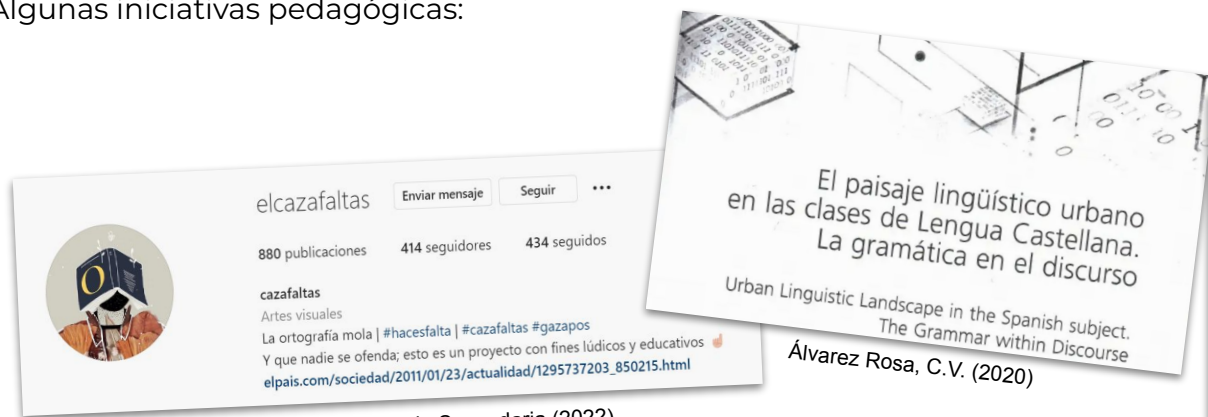 Algunas iniciativas pedagógicas:
elcazafaltas Enviar mensaje Seguir •••
880 publicaciones 414 seguidores 434 seguidos
cazafaltas
Artes visuales
La ortografía mola | #hacesfalta | #cazafaltas #gazapos
Y que nadie se ofenda; esto es un proyecto con fines lúdicos y educativos ☝
elpais.com/sociedad/2011/01/23/actualidad/1295737203_850215.html
(2022)
El paisaje lingüístico urbano
en las clases de Lengua Castellana.
La gramática en el discurso
Urban Linguistic Landscape in the Spanish subject.
The Grammar within Discourse
Álvarez Rosa, C.V. (2020)